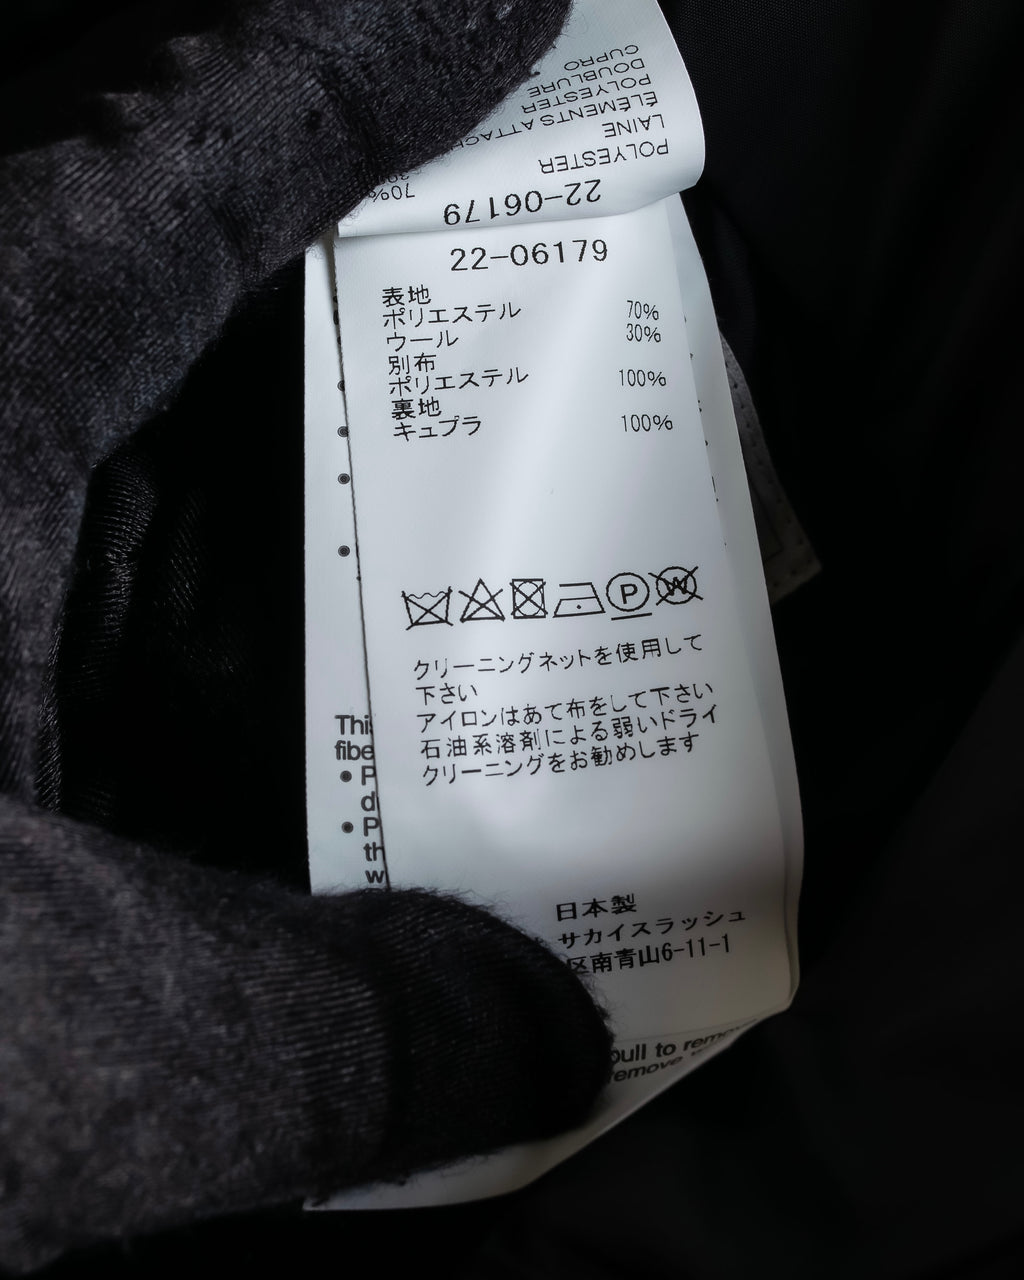 CUPRO
DOUBLURE
POLYESTER
ÉLÉMENTS
LAINE
POLYESTER
70%
22-06179
22-06179
表地
ポリエステル 70%
ウール 30%
別布
ポリエステル 100%
裏地
キュプラ 100%
P W
クリーニングネットを使用して
下さい
アイロンはあて布をして下さい
石油系溶剤による弱いドライ
クリーニングをお勧めします
日本製
サカイスラッシュ
区南青山6-11-1
pull to
remove